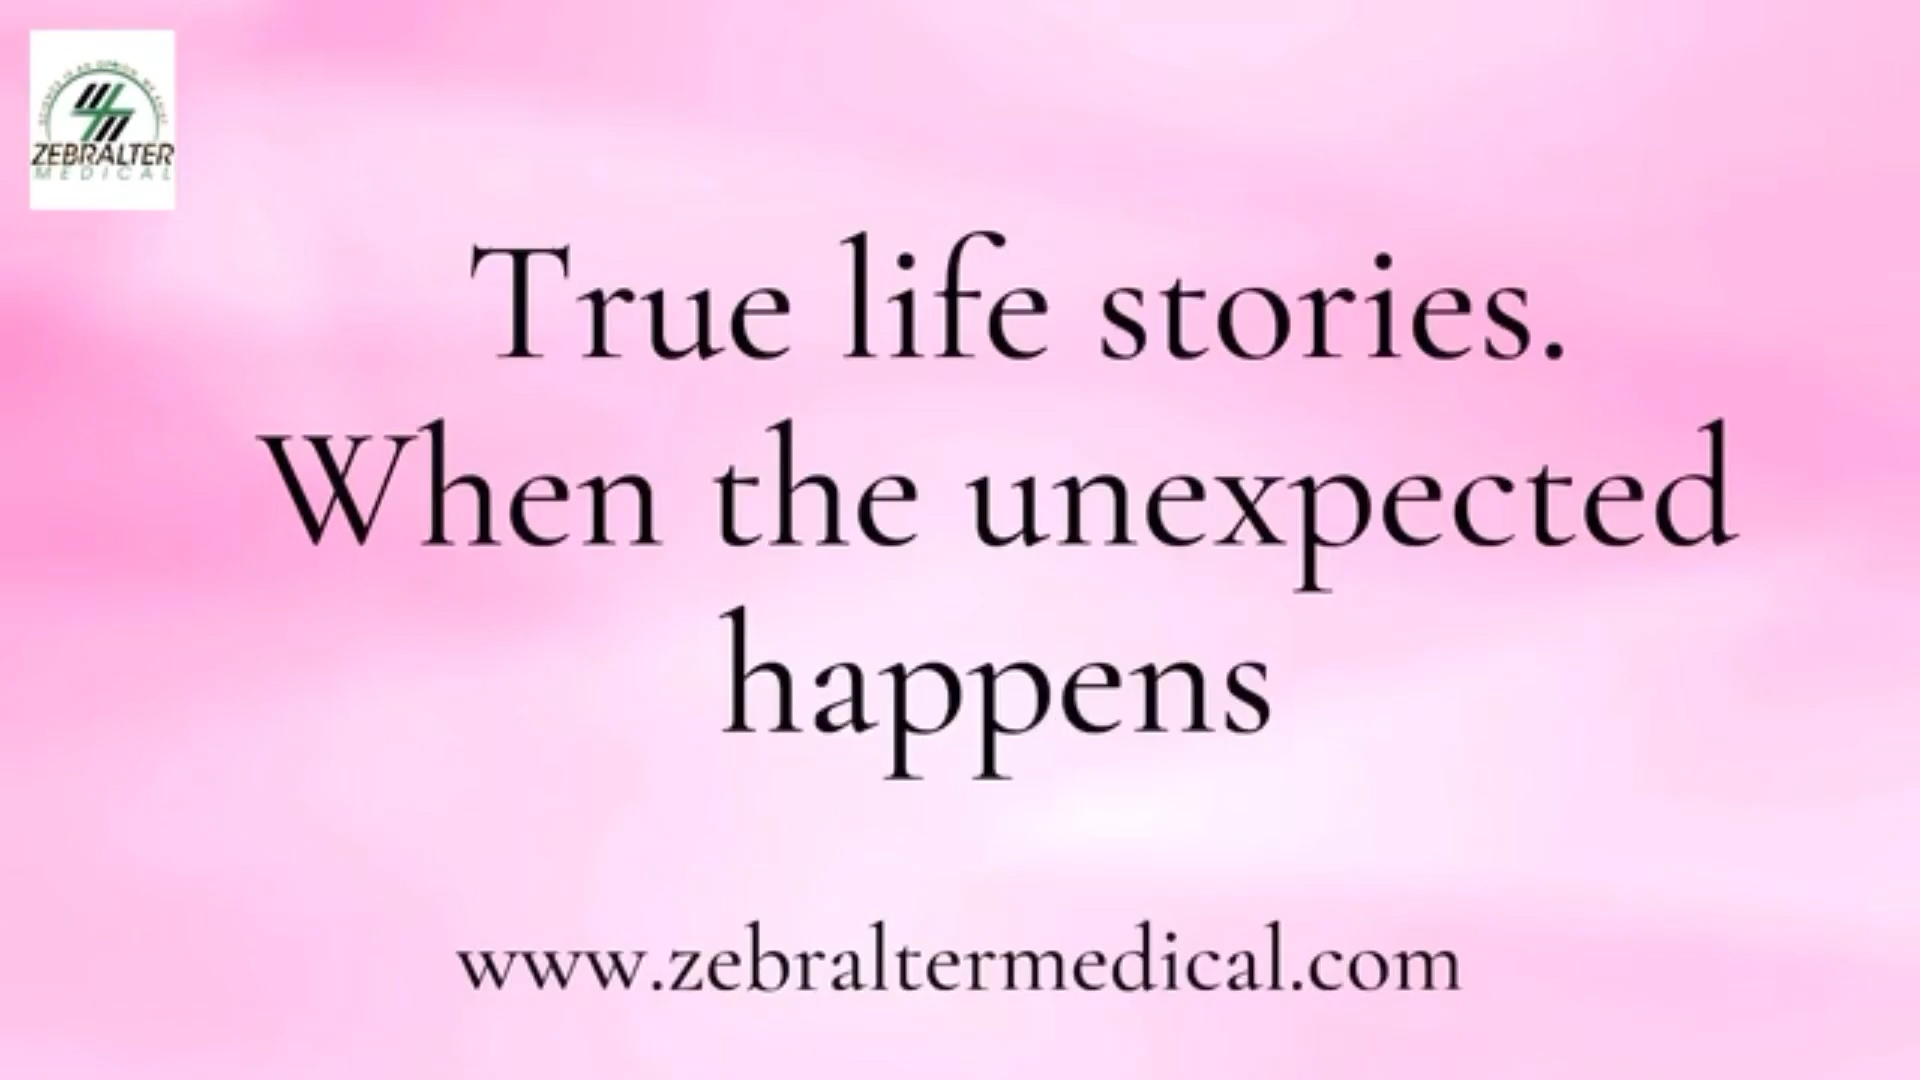 ZEBRALTER
MEDICAL
True life stories.
When the unexpected
happens
www.zebraltermedical.com